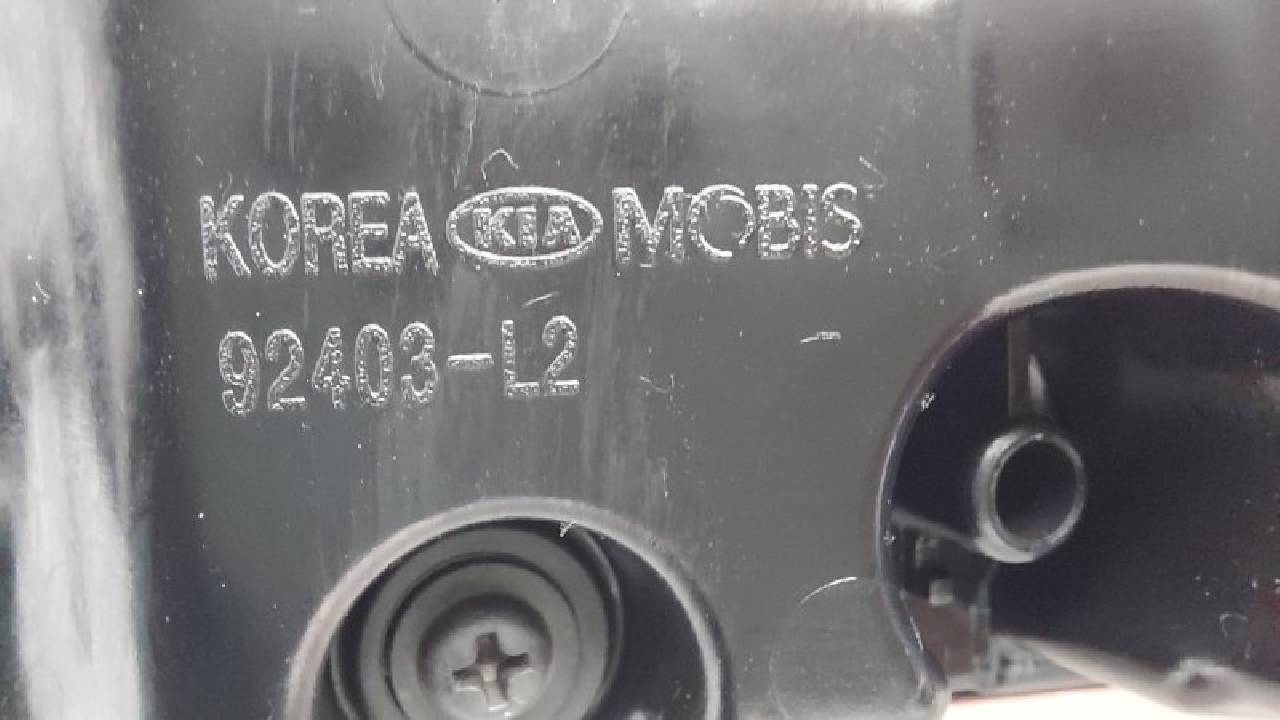 KOREA KIA MOBIS
92403-L2